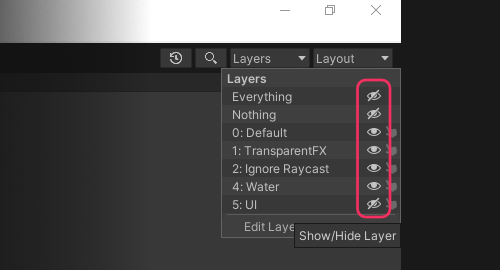 Layers Layout
Layers
Everything
Nothing
0: Default
1: TransparentFX
2: Ignore Raycast
4: Water
5: UI
Edit Laye
Show/Hide Layer